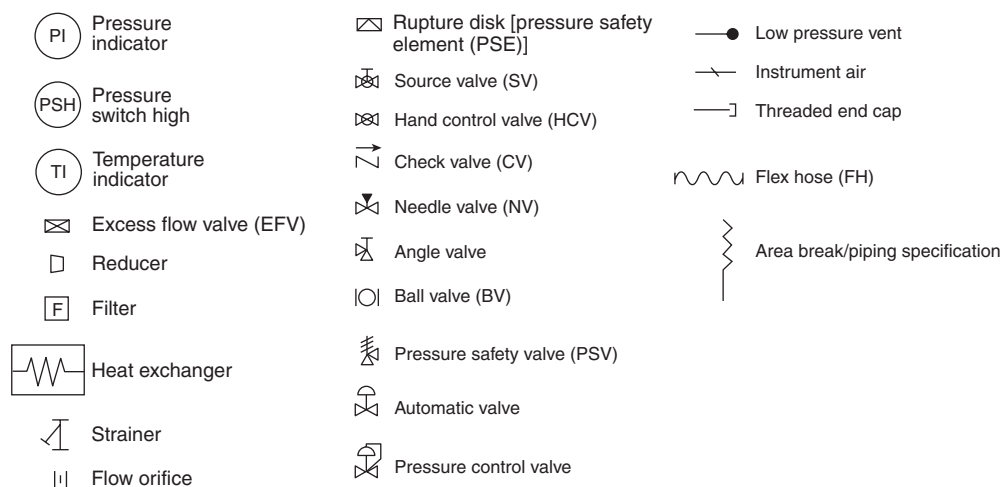 PI
Pressure
indicator
PSH
Pressure
switch high
TI
Temperature
indicator
Excess flow valve (EFV)
Reducer
F
Filter
Heat exchanger
Strainer
Flow orifice
Rupture disk [pressure safety
element (PSE)]
Source valve (SV)
Hand control valve (HCV)
Check valve (CV)
Needle valve (NV)
Angle valve
Ball valve (BV)
Pressure safety valve (PSV)
Automatic valve
Pressure control valve
Low pressure vent
Instrument air
Threaded end cap
Flex hose (FH)
Area break/piping specification